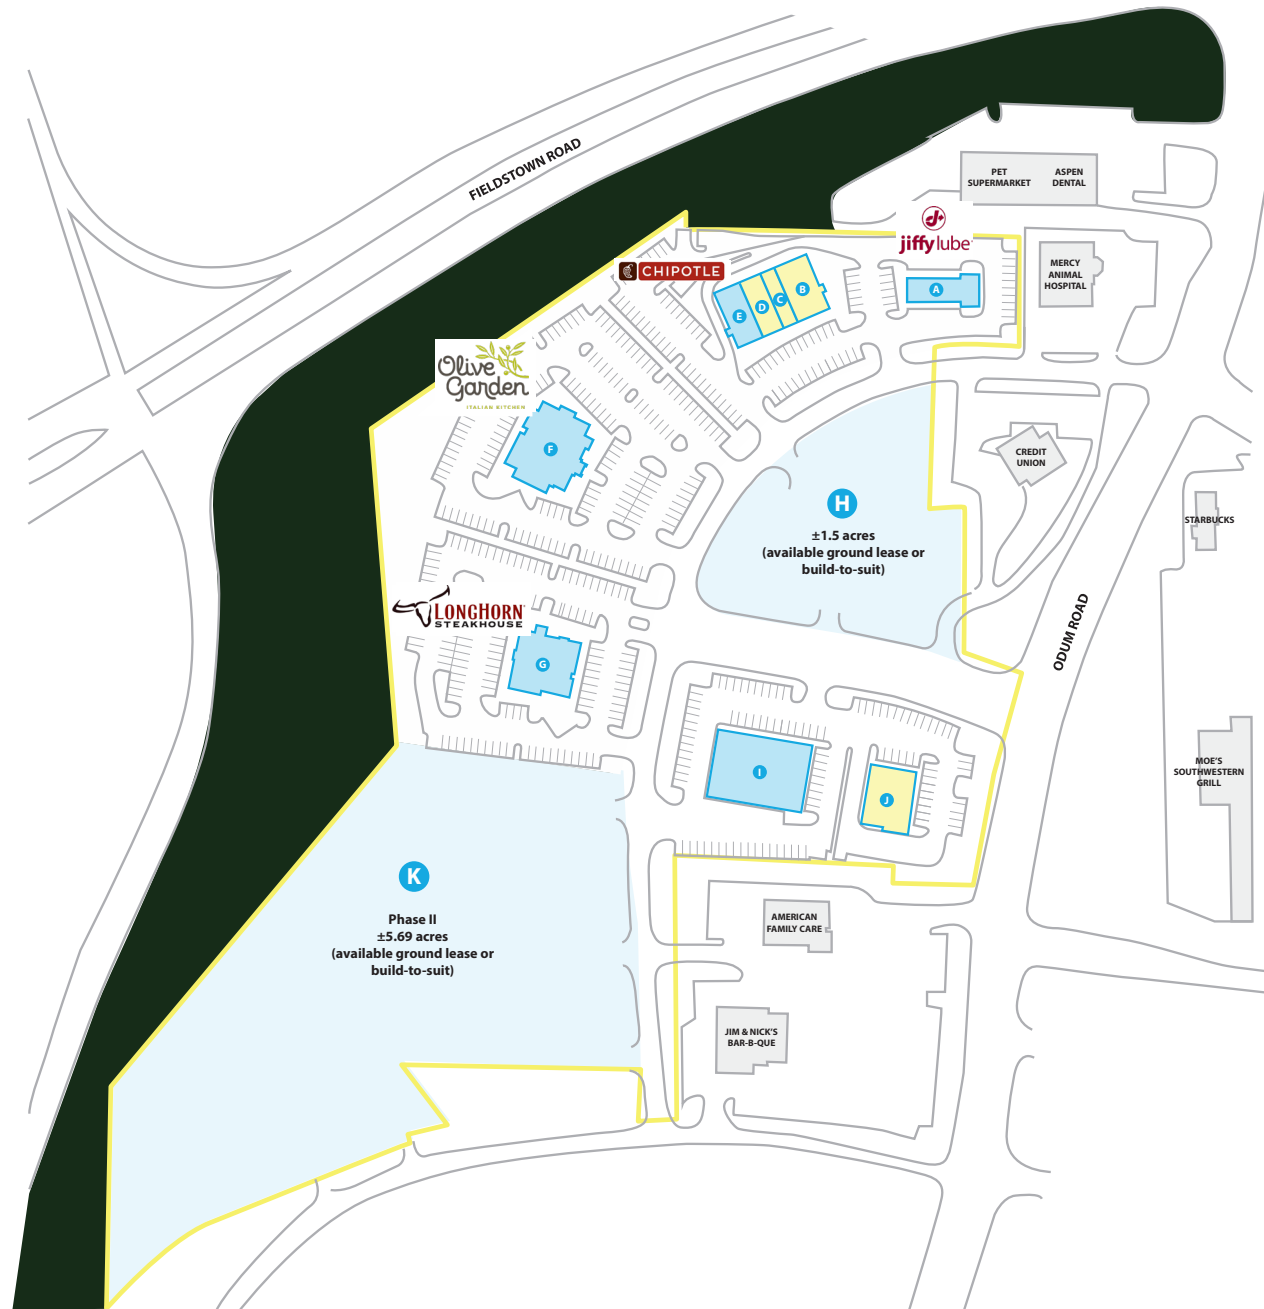 FIELDSTOWN ROAD
PET
SUPERMARKET
ASPEN
DENTAL
jiffy lube
MERCY
ANIMAL
HOSPITAL
CHIPOTLE
A
B
C
D
E
Olive
Garden
ITALIAN KITCHEN
F
CREDIT
UNION
H
±1.5 acres
(available ground lease or
build-to-suit)
STARBUCKS
LONGHORN
STEAKHOUSE
G
ODUM ROAD
I
J
MOE'S
SOUTHWESTERN
GRILL
K
Phase II
±5.69 acres
(available ground lease or
build-to-suit)
AMERICAN
FAMILY CARE
JIM & NICK'S
BAR-B-QUE